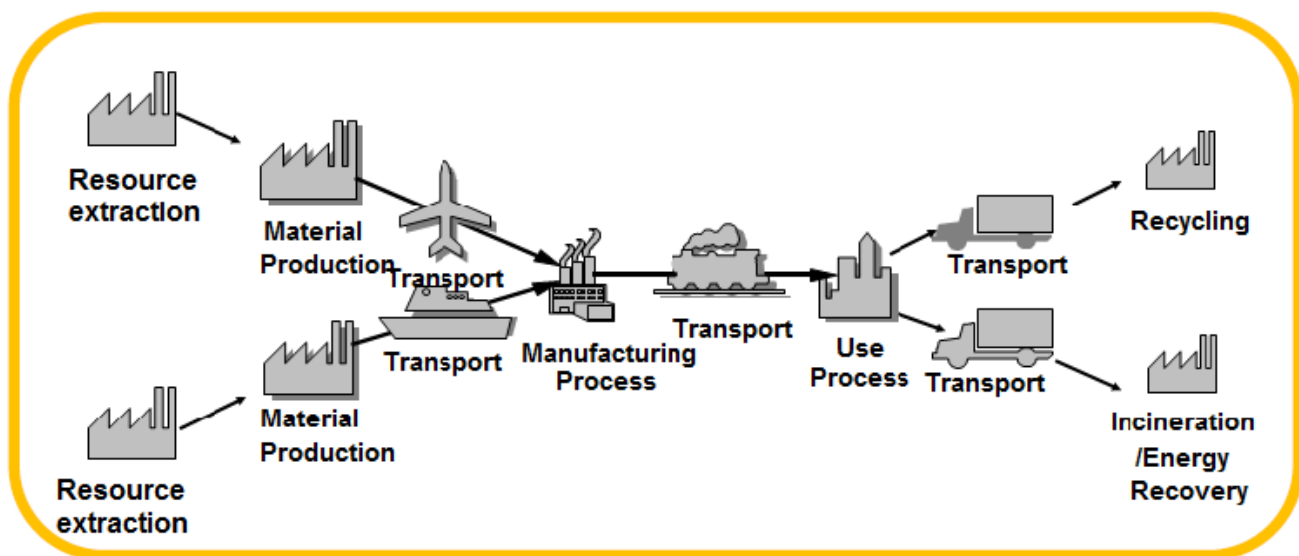 Resource
extraction
Material
Production
Transport
Transport
Manufacturing
Process
Transport
Use
Process
Transport
Recycling
Transport
Incineration
/Energy
Recovery
Material
Production
Resource
extraction